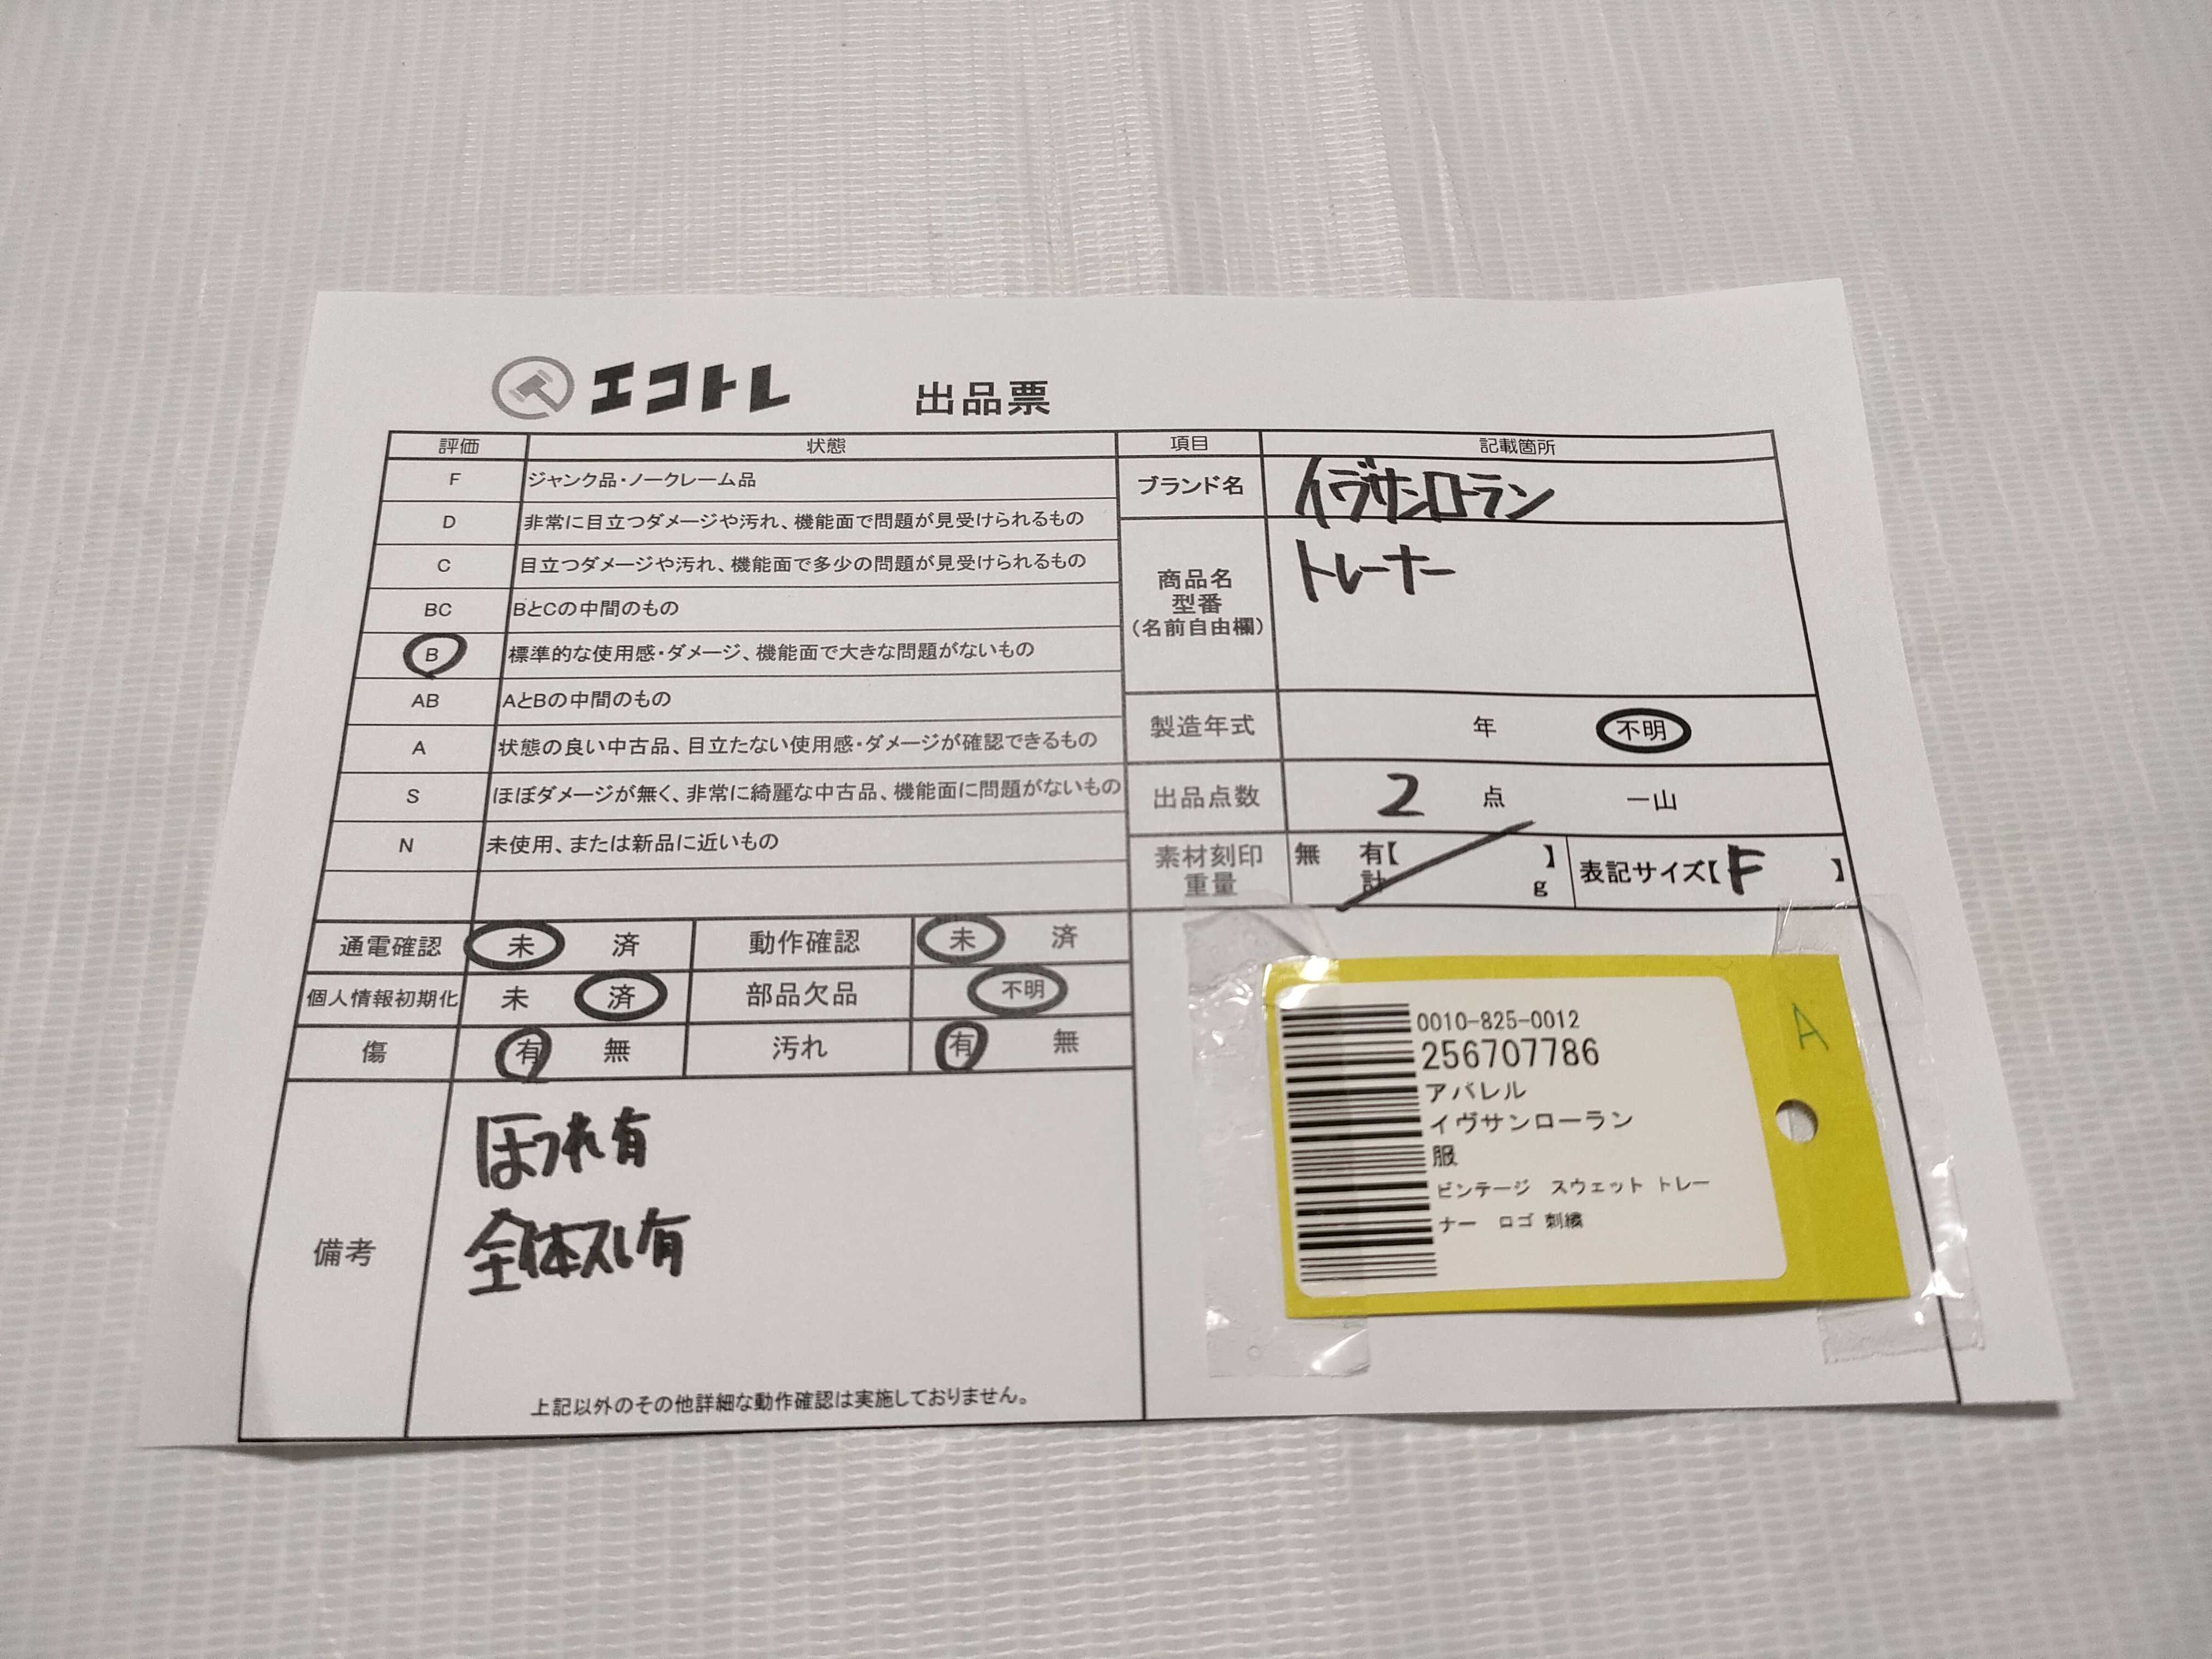 エコトレ 出品票
評価 状態 項目 記載箇所
F ジャンク品・ノークレーム品
D 非常に目立つダメージや汚れ、機能面で問題が見受けられるもの
C 目立つダメージや汚れ、機能面で多少の問題が見受けられるもの
BC BとCの中間のもの
B 標準的な使用感・ダメージ、機能面で大きな問題がないもの
AB AとBの中間のもの
A 状態の良い中古品、目立たない使用感・ダメージが確認できるもの
S ほぼダメージが無く、非常に綺麗な中古品、機能面に問題がないもの
N 未使用、または新品に近いもの
ブランド名 イヴサンローラン
商品名
型番
(名前自由欄)
トレーナー
製造年式 年 不明
出品点数 2 点 一山
素材刻印 無 有【 】
重量 計 g
表記サイズ【F 】
通電確認 未 済 動作確認 未 済
個人情報初期化 未 済 部品欠品 不明
傷 有 無 汚れ 有 無
備考
ほつれ有
全体スレ有
上記以外のその他詳細な動作確認は実施しておりません。
0010-825-0012
256707786
アパレル
イヴサンローラン
服
ビンテージ スウェット トレー
ナー ロゴ 刺繍
A